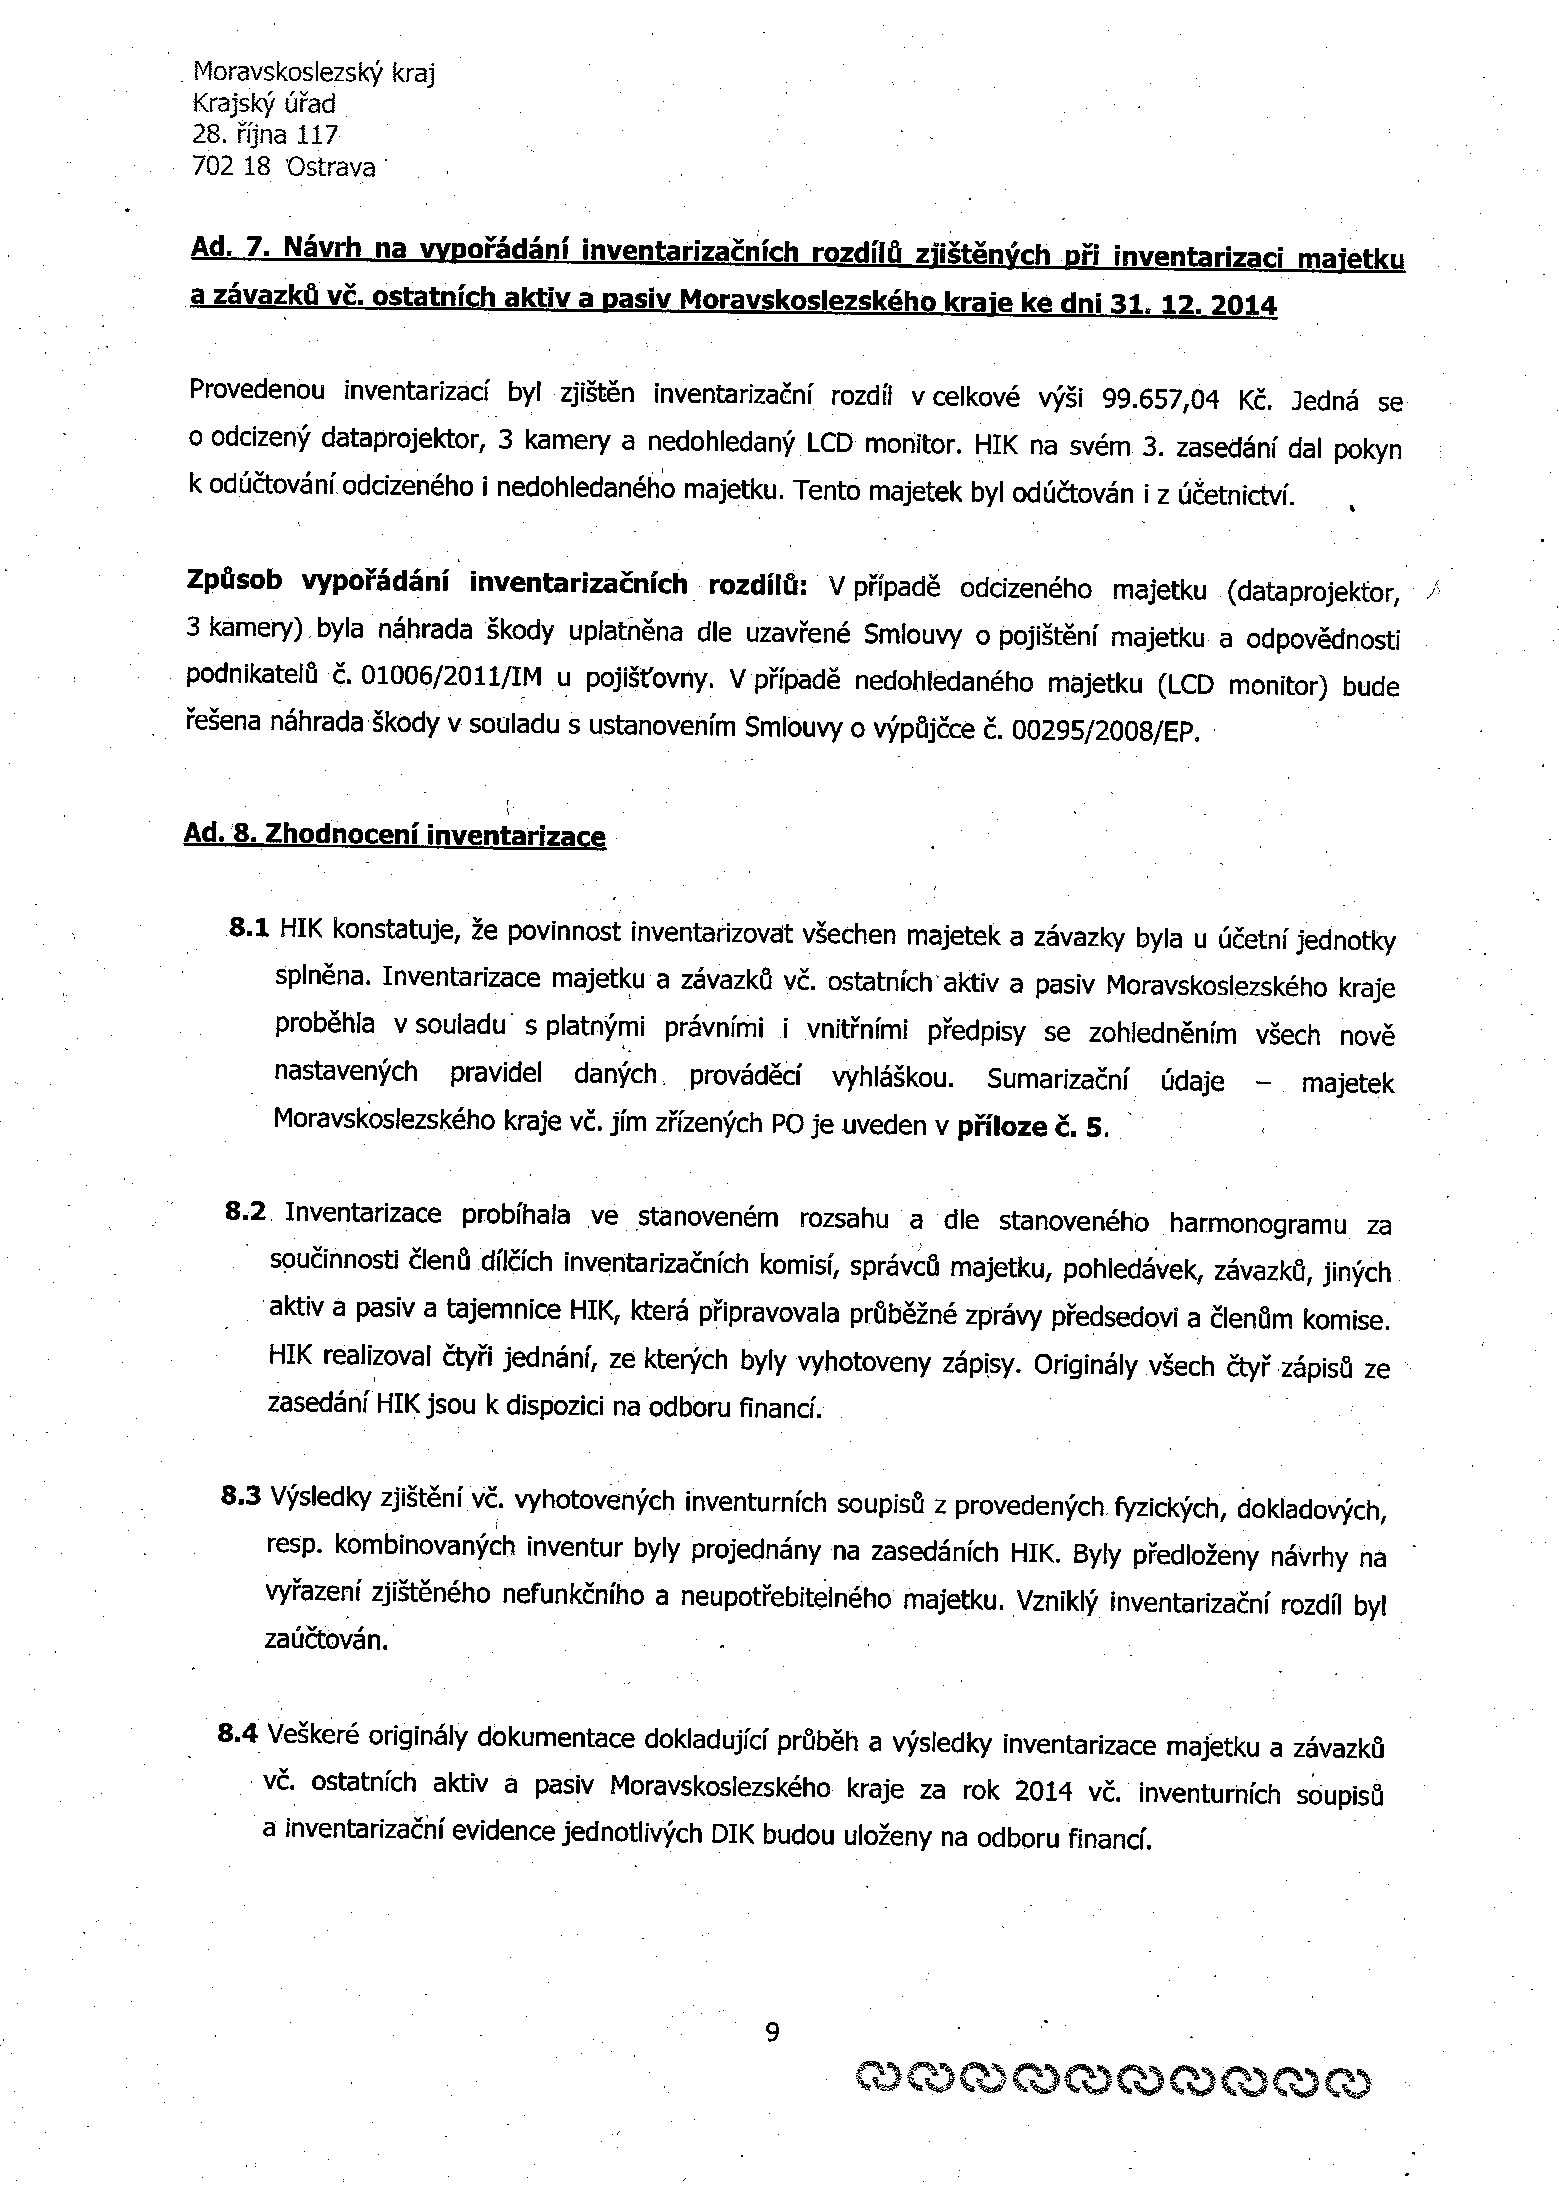 Moravskoslezský kraj
Krajský úřad
28. října 117
702 18 Ostrava
Ad. 7. Návrh na vypořádání inventarizačních rozdílů zjištěných při inventarizaci majetku
a závazků vč. ostatních aktiv a pasiv Moravskoslezského kraje ke dni 31. 12. 2014
Provedenou inventarizací byl zjištěn inventarizační rozdíl v celkové výši 99.657,04 Kč. Jedná se
o odcizený dataprojektor, 3 kamery a nedohledaný LCD monitor. HIK na svém 3. zasedání dal pokyn
k odúčtování odcizeného i nedohledaného majetku. Tento majetek byl odúčtován i z účetnictví.
Způsob vypořádání inventarizačních rozdílů: V případě odcizeného majetku (dataprojektor,
3 kamery) byla náhrada škody uplatněna dle uzavřené Smlouvy o pojištění majetku a odpovědnosti
podnikatelů č. 01006/2011/IM u pojišťovny. V případě nedohledaného majetku (LCD monitor) bude
řešena náhrada škody v souladu s ustanovením Smlouvy o výpůjčce č. 00295/2008/EP.
Ad. 8. Zhodnocení inventarizace
8.1 HIK konstatuje, že povinnost inventarizovat všechen majetek a závazky byla u účetní jednotky
splněna. Inventarizace majetku a závazků vč. ostatních aktiv a pasiv Moravskoslezského kraje
proběhla v souladu s platnými právními i vnitřními předpisy se zohledněním všech nově
nastavených pravidel daných prováděcí vyhláškou. Sumarizační údaje – majetek
Moravskoslezského kraje vč. jím zřízených PO je uveden v příloze č. 5.
8.2 Inventarizace probíhala ve stanoveném rozsahu a dle stanoveného harmonogramu za
součinnosti členů dílčích inventarizačních komisí, správců majetku, pohledávek, závazků, jiných
aktiv a pasiv a tajemnice HIK, která připravovala průběžné zprávy předsedovi a členům komise.
HIK realizoval čtyři jednání, ze kterých byly vyhotoveny zápisy. Originály všech čtyř zápisů ze
zasedání HIK jsou k dispozici na odboru financí.
8.3 Výsledky zjištění vč. vyhotovených inventurních soupisů z provedených fyzických, dokladových,
resp. kombinovaných inventur byly projednány na zasedáních HIK. Byly předloženy návrhy na
vyřazení zjištěného nefunkčního a neupotřebitelného majetku. Vzniklý inventarizační rozdíl byl
zaúčtován.
8.4 Veškeré originály dokumentace dokladující průběh a výsledky inventarizace majetku a závazků
vč. ostatních aktiv a pasiv Moravskoslezského kraje za rok 2014 vč. inventurních soupisů
a inventarizační evidence jednotlivých DIK budou uloženy na odboru financí.
9